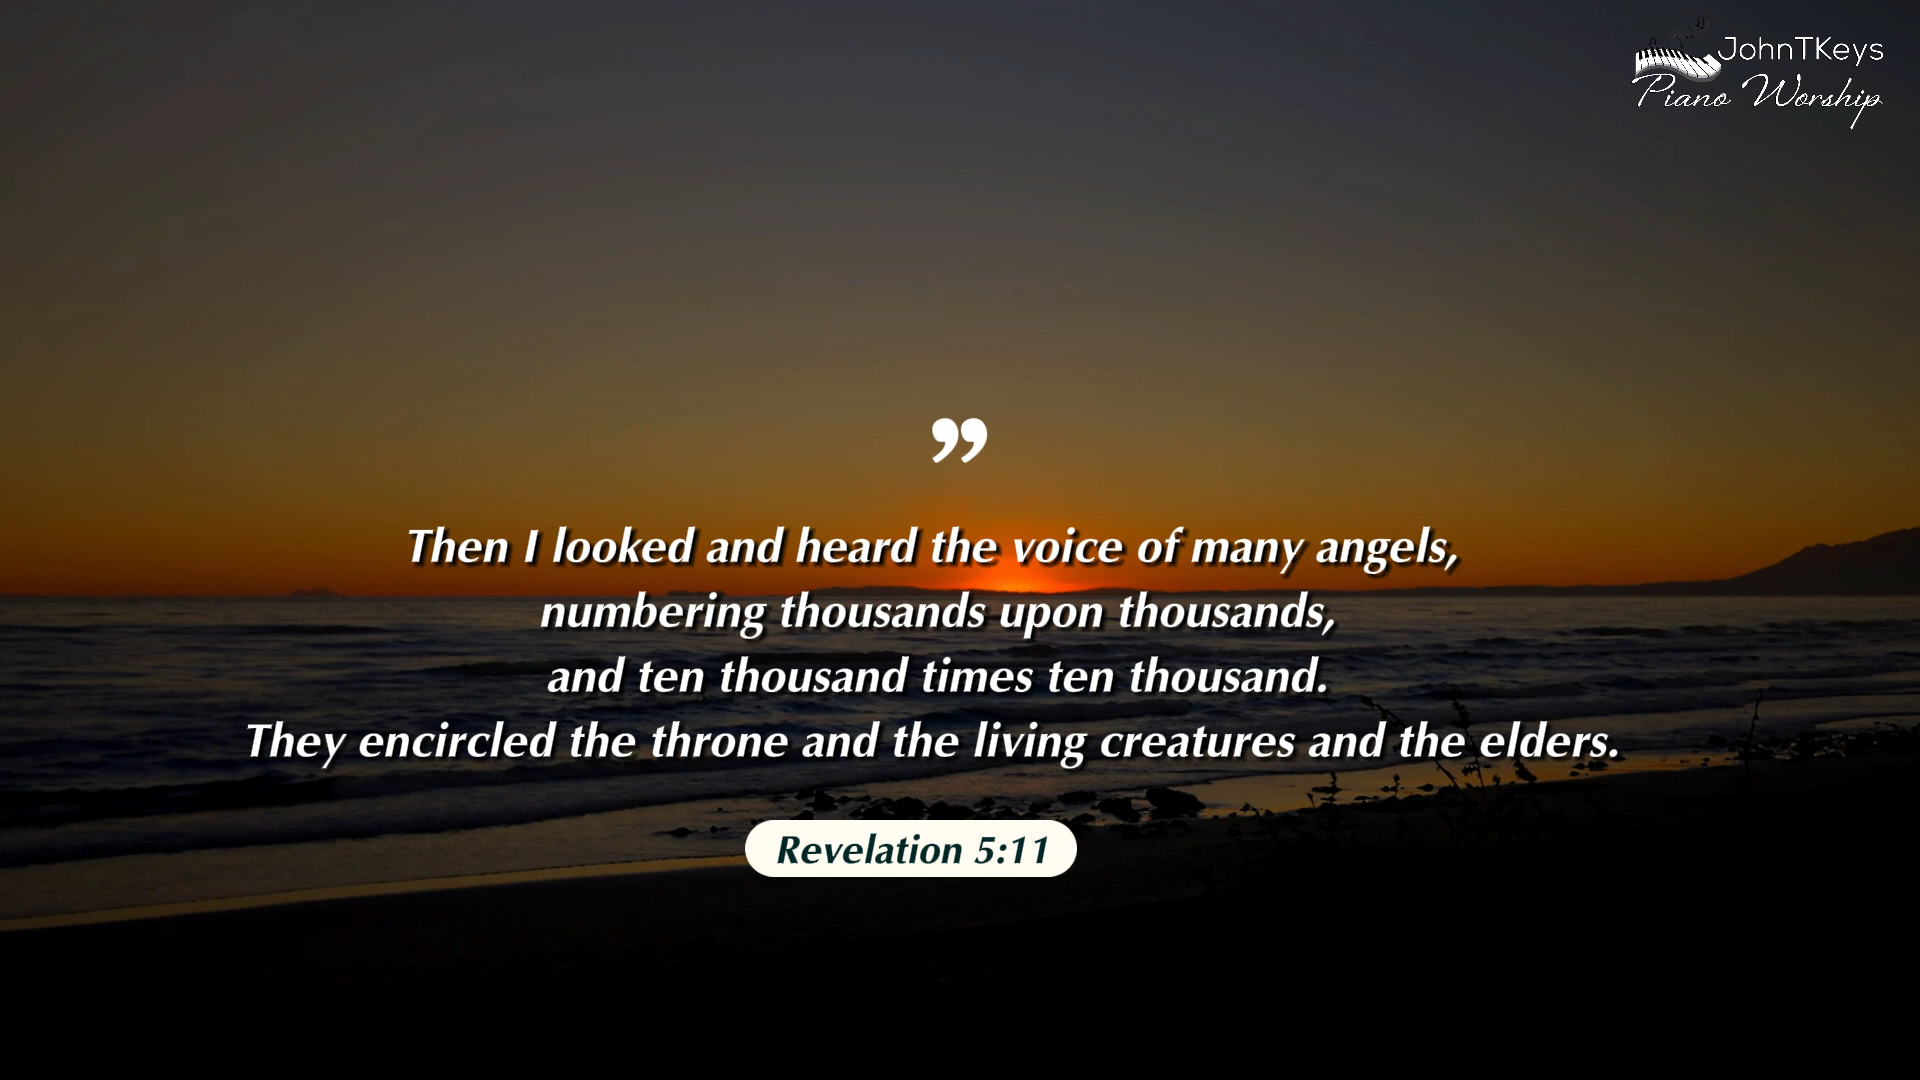 JohnTKeys
Piano Worship
”
Then I looked and heard the voice of many angels,
numbering thousands upon thousands,
and ten thousand times ten thousand.
They encircled the throne and the living creatures and the elders.
Revelation 5:11